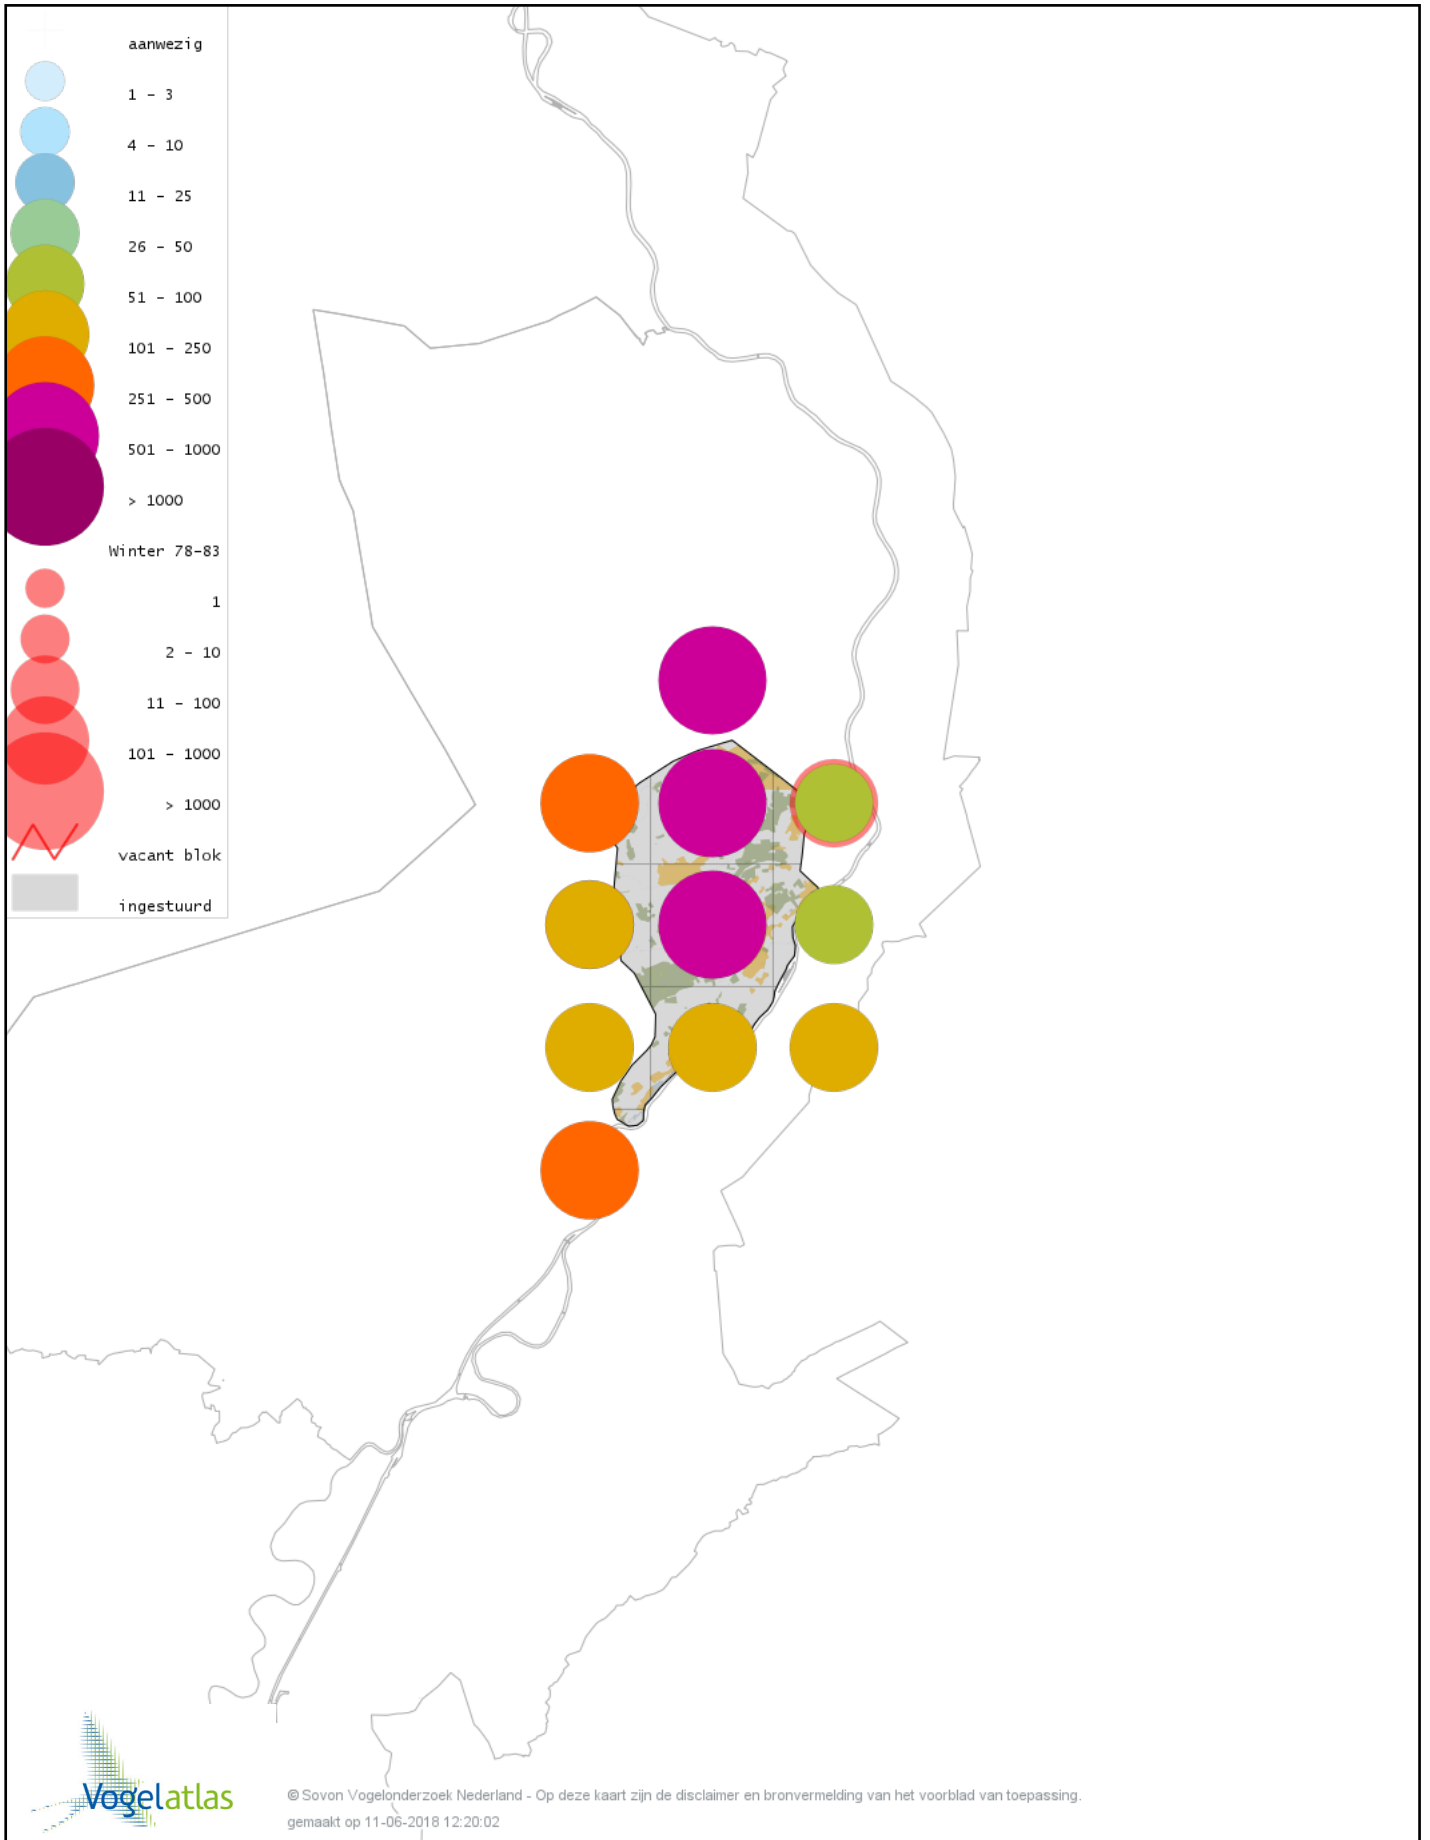 aanwezig
1 - 3
4 - 10
11 - 25
26 - 50
51 - 100
101 - 250
251 - 500
501 - 1000
> 1000
Winter 78-83
1
2 - 10
11 - 100
101 - 1000
> 1000
vacant blok
ingestuurd
Vogelatlas
© Sovon Vogelonderzoek Nederland - Op deze kaart zijn de disclaimer en bronvermelding van het voorblad van toepassing.
gemaakt op 11-06-2018 12:20:02